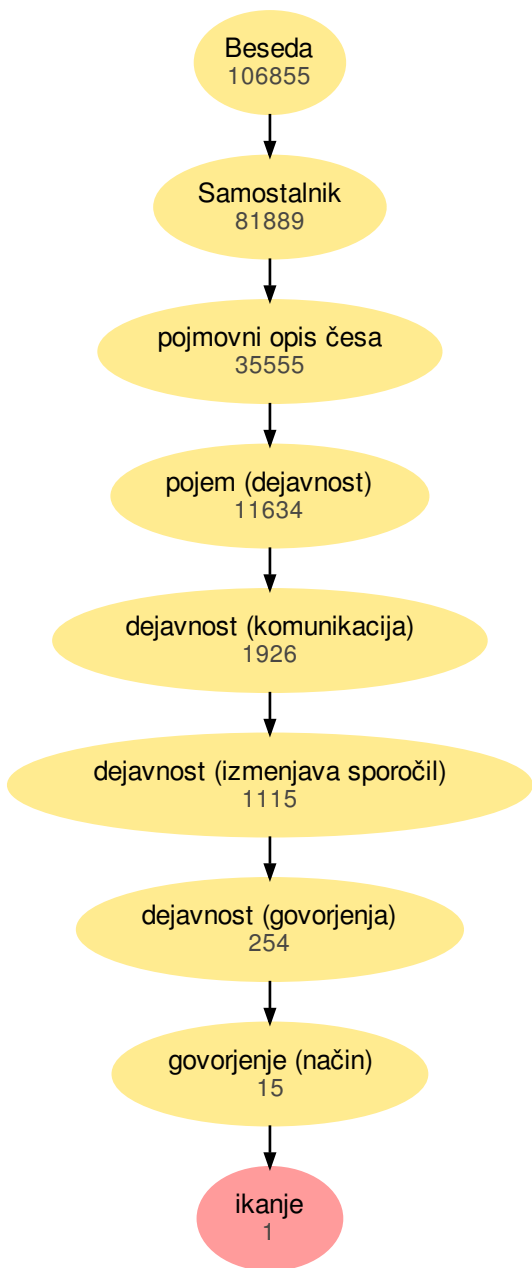 Beseda
106855
Samostalnik
81889
pojmovni opis česa
35555
pojem (dejavnost)
11634
dejavnost (komunikacija)
1926
dejavnost (izmenjava sporočil)
1115
dejavnost (govorjenja)
254
govorjenje (način)
15
ikanje
1